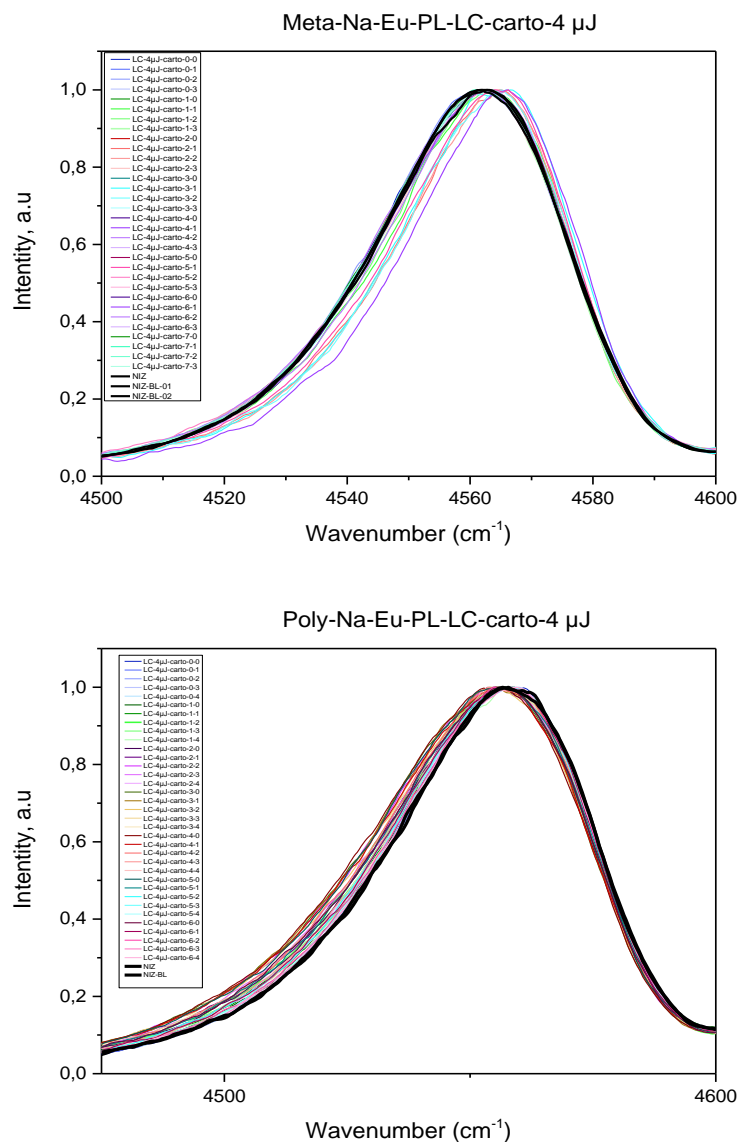 Meta-Na-Eu-PL-LC-carto-4 µJ
LC-4µJ-carto-0-0
LC-4µJ-carto-0-1
LC-4µJ-carto-0-2
LC-4µJ-carto-0-3
LC-4µJ-carto-1-0
LC-4µJ-carto-1-1
LC-4µJ-carto-1-2
LC-4µJ-carto-1-3
LC-4µJ-carto-2-0
LC-4µJ-carto-2-1
LC-4µJ-carto-2-2
LC-4µJ-carto-2-3
LC-4µJ-carto-3-0
LC-4µJ-carto-3-1
LC-4µJ-carto-3-2
LC-4µJ-carto-3-3
LC-4µJ-carto-4-0
LC-4µJ-carto-4-1
LC-4µJ-carto-4-2
LC-4µJ-carto-4-3
LC-4µJ-carto-5-0
LC-4µJ-carto-5-1
LC-4µJ-carto-5-2
LC-4µJ-carto-5-3
LC-4µJ-carto-6-0
LC-4µJ-carto-6-1
LC-4µJ-carto-6-2
LC-4µJ-carto-6-3
LC-4µJ-carto-7-0
LC-4µJ-carto-7-1
LC-4µJ-carto-7-2
LC-4µJ-carto-7-3
NIZ
NIZ-BL-01
NIZ-BL-02
1,0
0,8
0,6
0,4
0,2
0,0
Intentity, a.u
4500 4520 4540 4560 4580 4600
Wavenumber (cm⁻¹)
Poly-Na-Eu-PL-LC-carto-4 µJ
LC-4µJ-carto-0-0
LC-4µJ-carto-0-1
LC-4µJ-carto-0-2
LC-4µJ-carto-0-3
LC-4µJ-carto-0-4
LC-4µJ-carto-1-0
LC-4µJ-carto-1-1
LC-4µJ-carto-1-2
LC-4µJ-carto-1-3
LC-4µJ-carto-1-4
LC-4µJ-carto-2-0
LC-4µJ-carto-2-1
LC-4µJ-carto-2-2
LC-4µJ-carto-2-3
LC-4µJ-carto-2-4
LC-4µJ-carto-3-0
LC-4µJ-carto-3-1
LC-4µJ-carto-3-2
LC-4µJ-carto-3-3
LC-4µJ-carto-3-4
LC-4µJ-carto-4-0
LC-4µJ-carto-4-1
LC-4µJ-carto-4-2
LC-4µJ-carto-4-3
LC-4µJ-carto-4-4
LC-4µJ-carto-5-0
LC-4µJ-carto-5-1
LC-4µJ-carto-5-2
LC-4µJ-carto-5-3
LC-4µJ-carto-5-4
LC-4µJ-carto-6-0
LC-4µJ-carto-6-1
LC-4µJ-carto-6-2
LC-4µJ-carto-6-3
LC-4µJ-carto-6-4
NIZ
NIZ-BL
1,0
0,8
0,6
0,4
0,2
0,0
Intentity, a.u
4500 4600
Wavenumber (cm⁻¹)